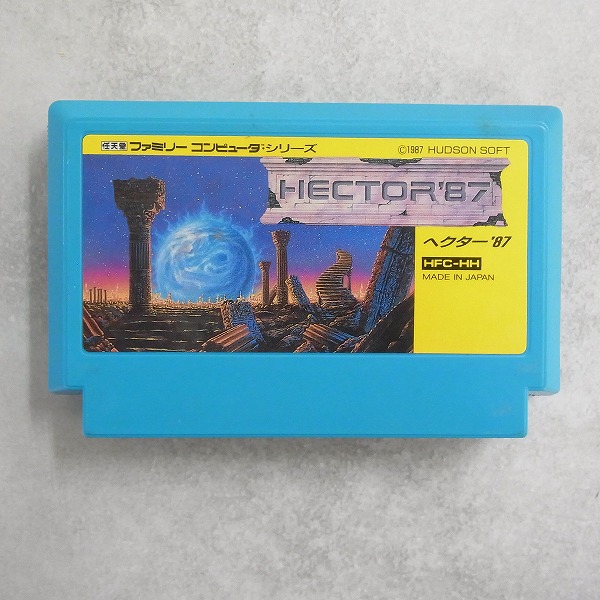 任天堂 ファミリー コンピュータ:シリーズ
©1987 HUDSON SOFT
HECTOR'87
ヘクター '87
HFC-HH
MADE IN JAPAN